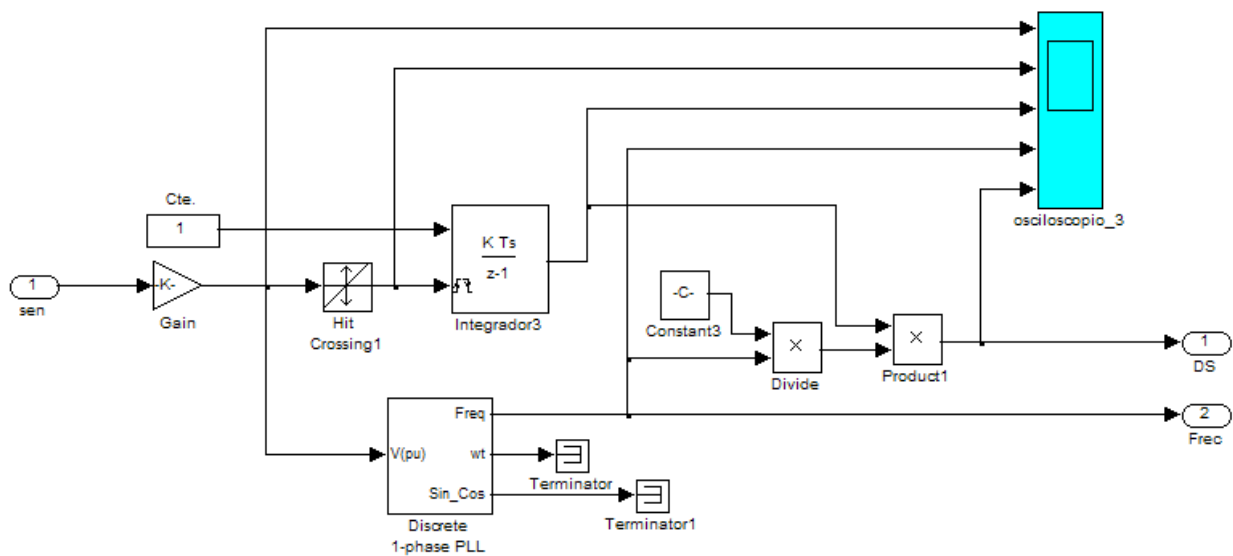 Cte.
1
K Ts
z-1
Integrador3
osciloscopio_3
1
sen
-K-
Gain
Hit
Crossing1
-C-
Constant3
×
Divide
×
Product1
1
DS
2
Frec
V(pu)
Freq
wt
Sin_Cos
Discrete
1-phase PLL
Terminator
Terminator1